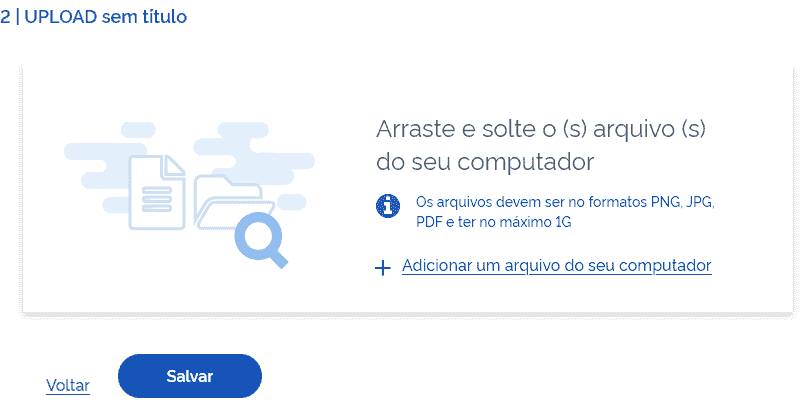 2 | UPLOAD sem título
Arraste e solte o (s) arquivo (s)
do seu computador
Os arquivos devem ser no formatos PNG, JPG,
PDF e ter no máximo 1G
Adicionar um arquivo do seu computador
Voltar
Salvar